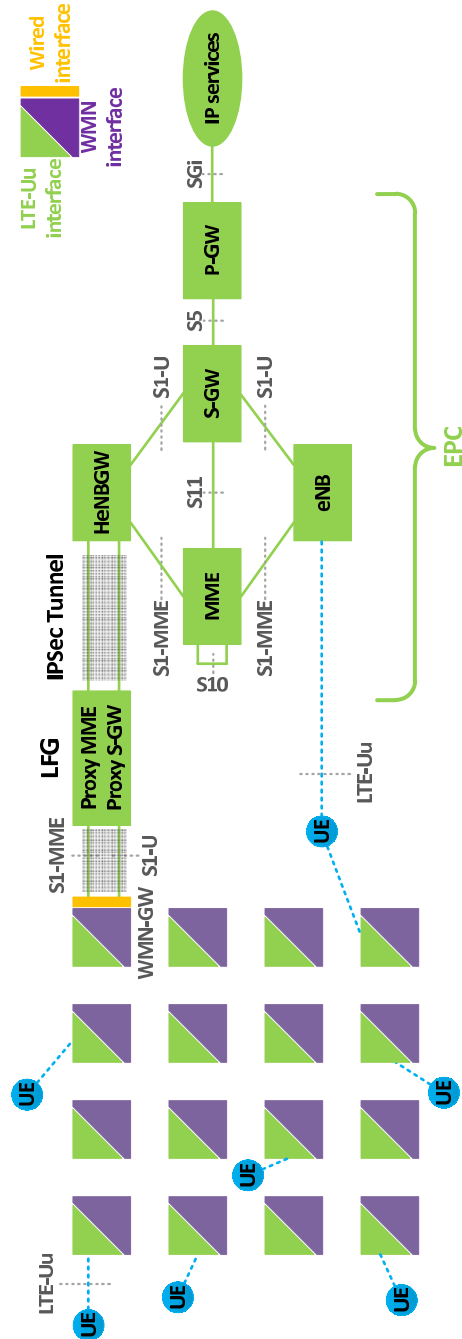 LTE-Uu
interface
Wired
interface
WMN
interface
LFG
IPSec Tunnel
S1-MME
Proxy MME
Proxy S-GW
HeNBGW
S1-U
WMN-GW
S1-MME
S1-U
S10
MME
S11
S-GW
S5
P-GW
SGi
IP services
S1-MME
S1-U
eNB
LTE-Uu
EPC
LTE-Uu
UE
UE
UE
UE
UE
UE
UE